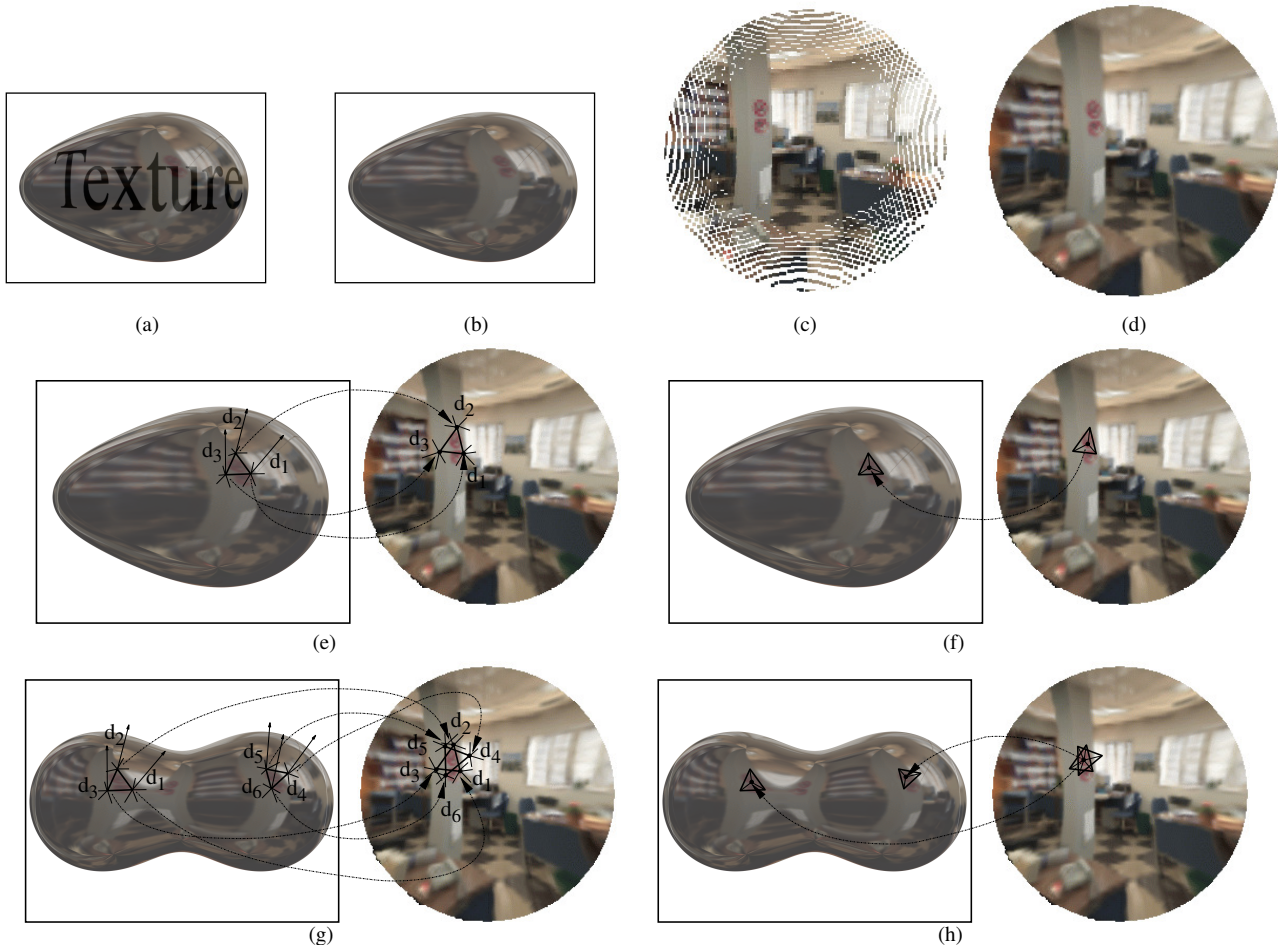 Texture
(a)
(b)
(c)
(d)
d2
d3
d1
d2
d3
d1
(e)
(f)
d2
d3
d1
d5
d6
d4
d2
d5
d4
d3
d1
d6
(g)
(h)